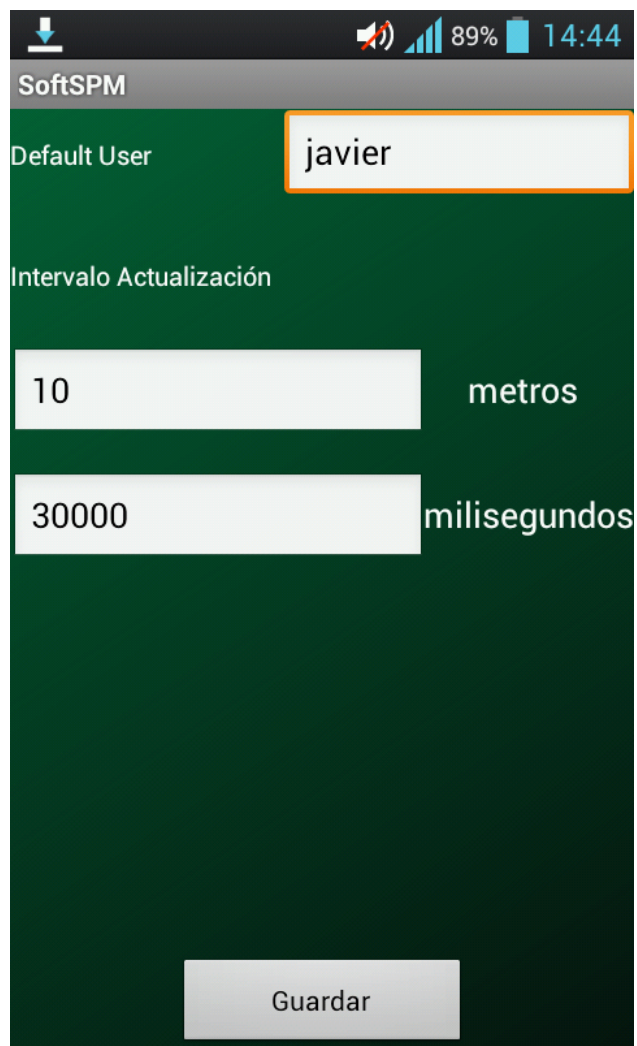 89% 14:44
SoftSPM
Default User javier
Intervalo Actualización
10 metros
30000 milisegundos
Guardar